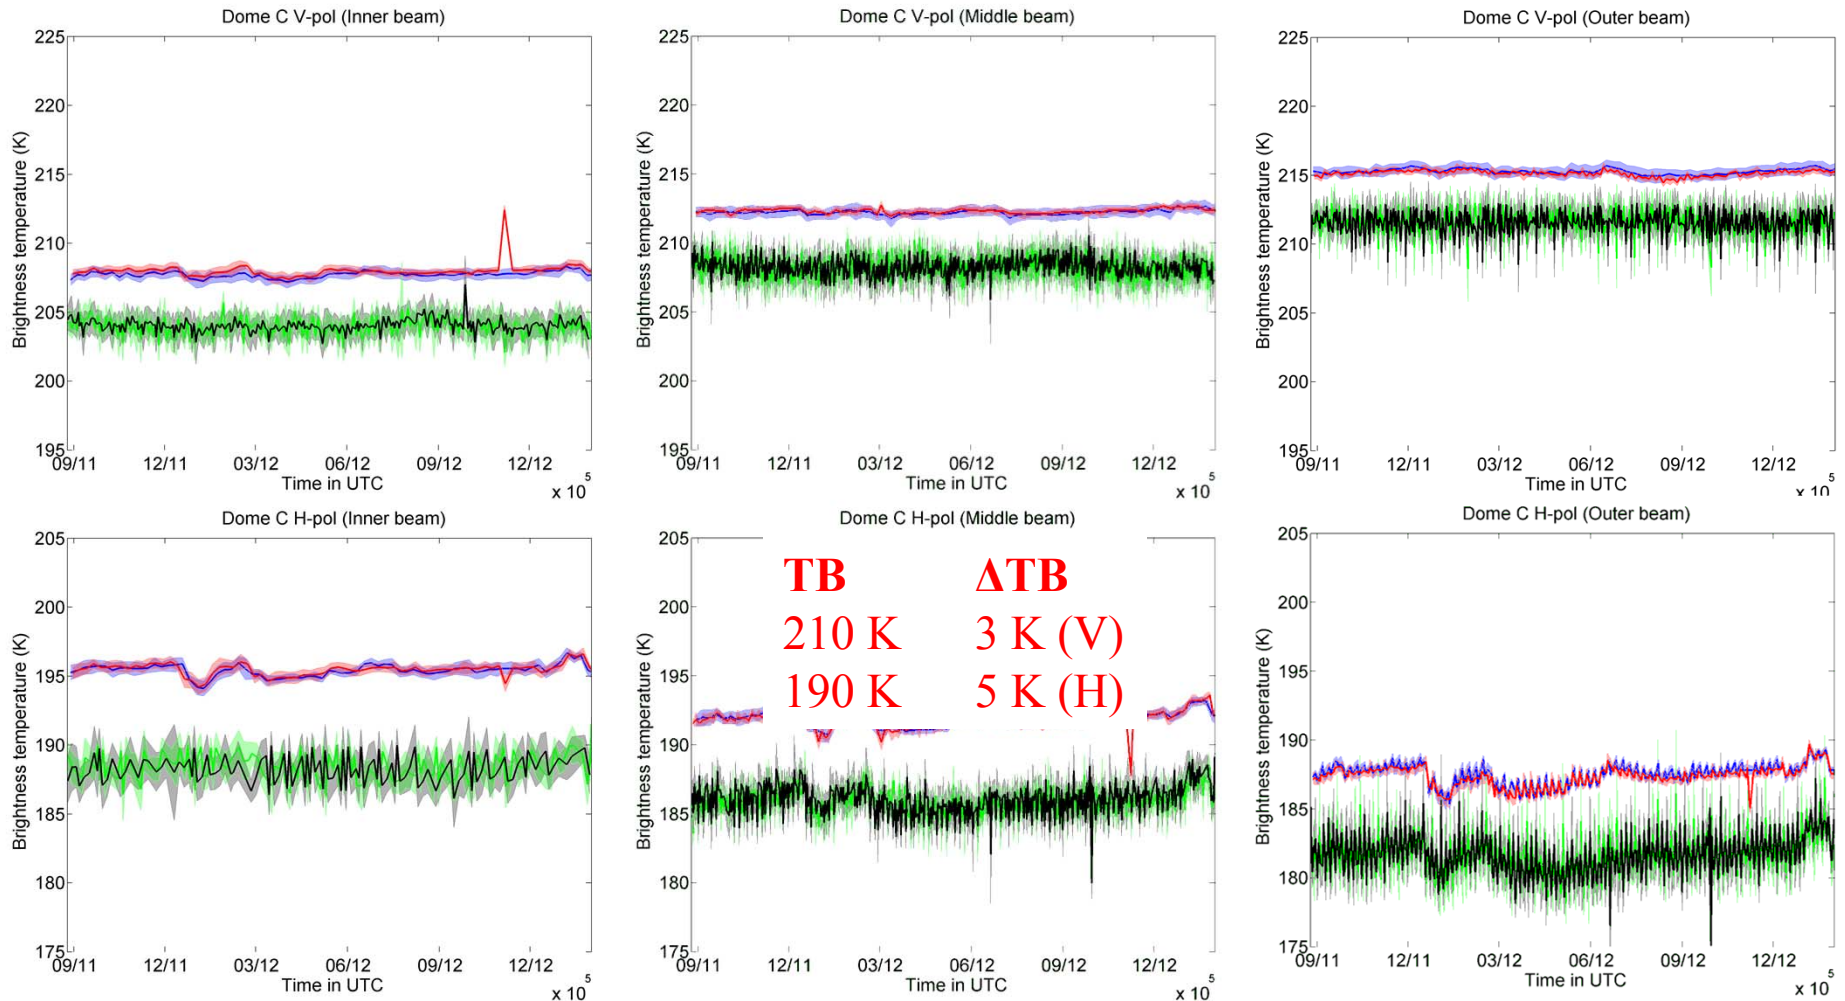 Dome C V-pol (Inner beam)
225
220
215
210
205
200
195
Brightness temperature (K)
09/11 12/11 03/12 06/12 09/12 12/12
Time in UTC
x 10 5
Dome C V-pol (Middle beam)
225
220
215
210
205
200
195
Brightness temperature (K)
09/11 12/11 03/12 06/12 09/12 12/12
Time in UTC
x 10 5
Dome C V-pol (Outer beam)
225
220
215
210
205
200
195
Brightness temperature (K)
09/11 12/11 03/12 06/12 09/12 12/12
Time in UTC
x 10 5
Dome C H-pol (Inner beam)
205
200
195
190
185
180
175
Brightness temperature (K)
09/11 12/11 03/12 06/12 09/12 12/12
Time in UTC
x 10 5
Dome C H-pol (Middle beam)
205
200
195
190
185
180
175
Brightness temperature (K)
TB ΔTB
210 K 3 K (V)
190 K 5 K (H)
09/11 12/11 03/12 06/12 09/12 12/12
Time in UTC
x 10 5
Dome C H-pol (Outer beam)
205
200
195
190
185
180
175
Brightness temperature (K)
09/11 12/11 03/12 06/12 09/12 12/12
Time in UTC
x 10 5